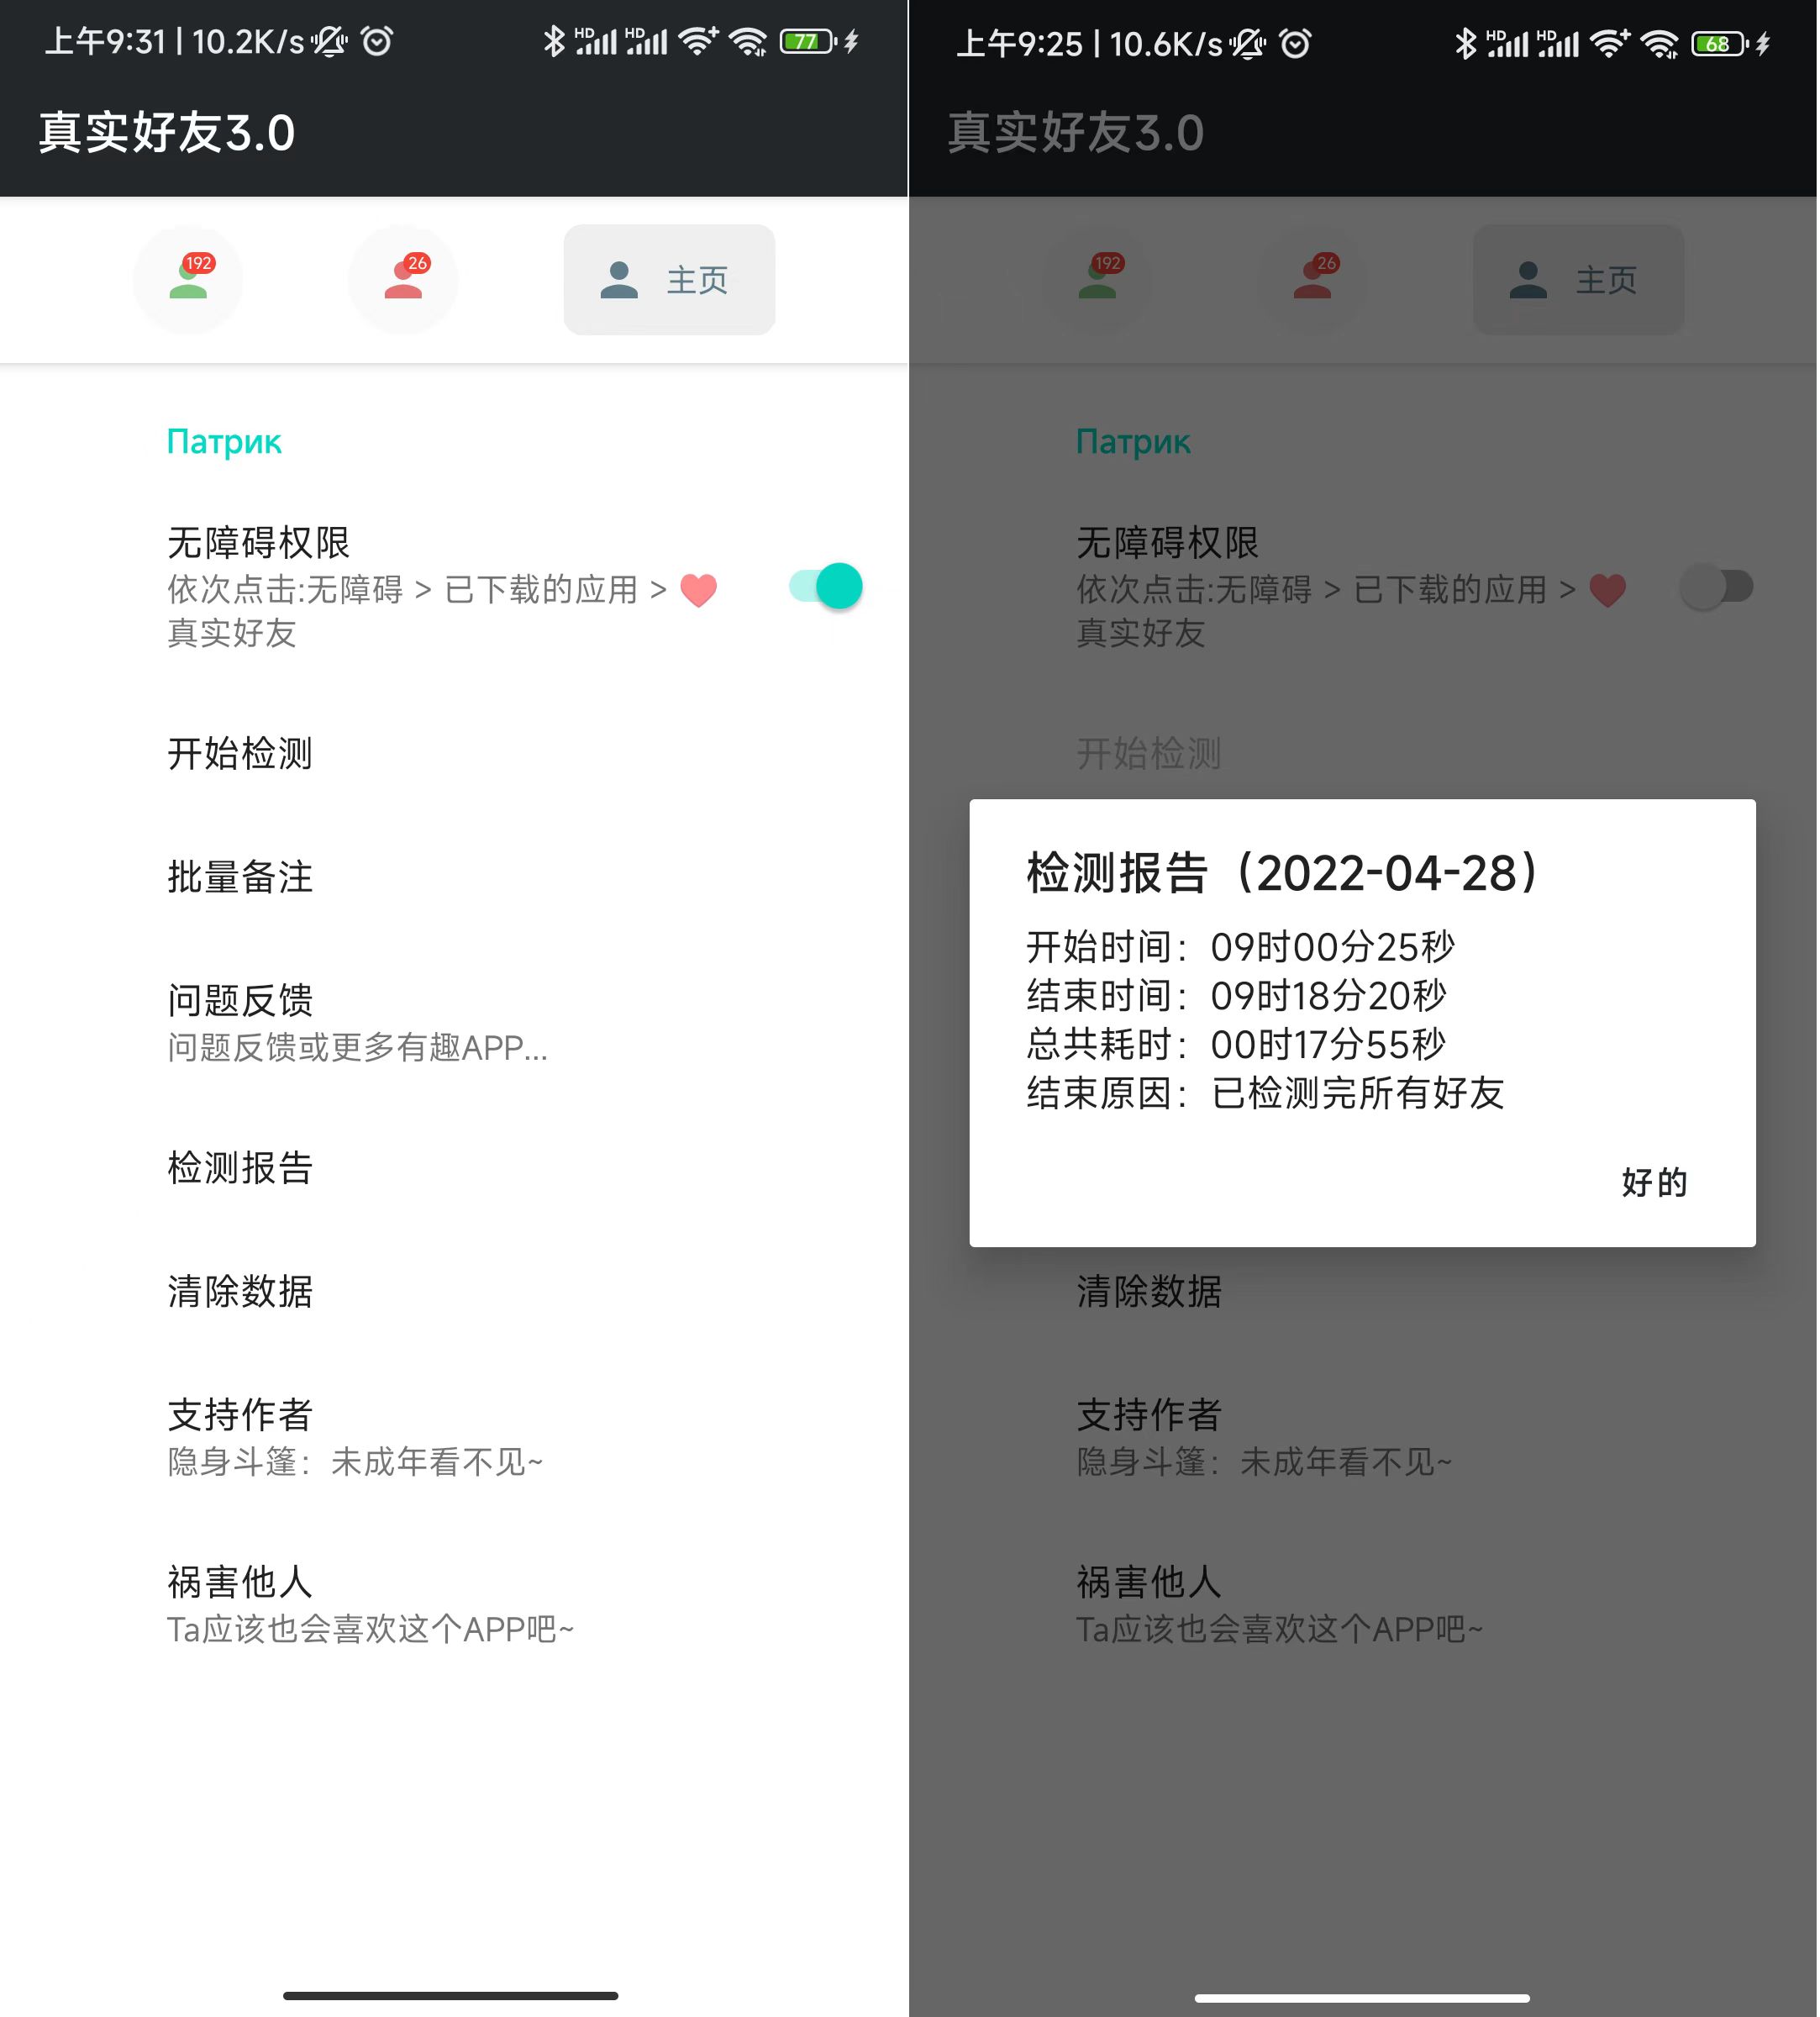 上午9:31 | 10.2K/s
HD HD 77
真实好友3.0
192
26
主页
Патрик
无障碍权限
依次点击:无障碍 > 已下载的应用 > ❤️
真实好友
开始检测
批量备注
问题反馈
问题反馈或更多有趣APP...
检测报告
清除数据
支持作者
隐身斗篷：未成年看不见~
祸害他人
Ta应该也会喜欢这个APP吧~
上午9:25 | 10.6K/s
HD HD 68
真实好友3.0
192
26
主页
Патрик
无障碍权限
依次点击:无障碍 > 已下载的应用 > ❤️
真实好友
开始检测
检测报告（2022-04-28）
开始时间：09时00分25秒
结束时间：09时18分20秒
总共耗时：00时17分55秒
结束原因：已检测完所有好友
好的
清除数据
支持作者
隐身斗篷：未成年看不见~
祸害他人
Ta应该也会喜欢这个APP吧~